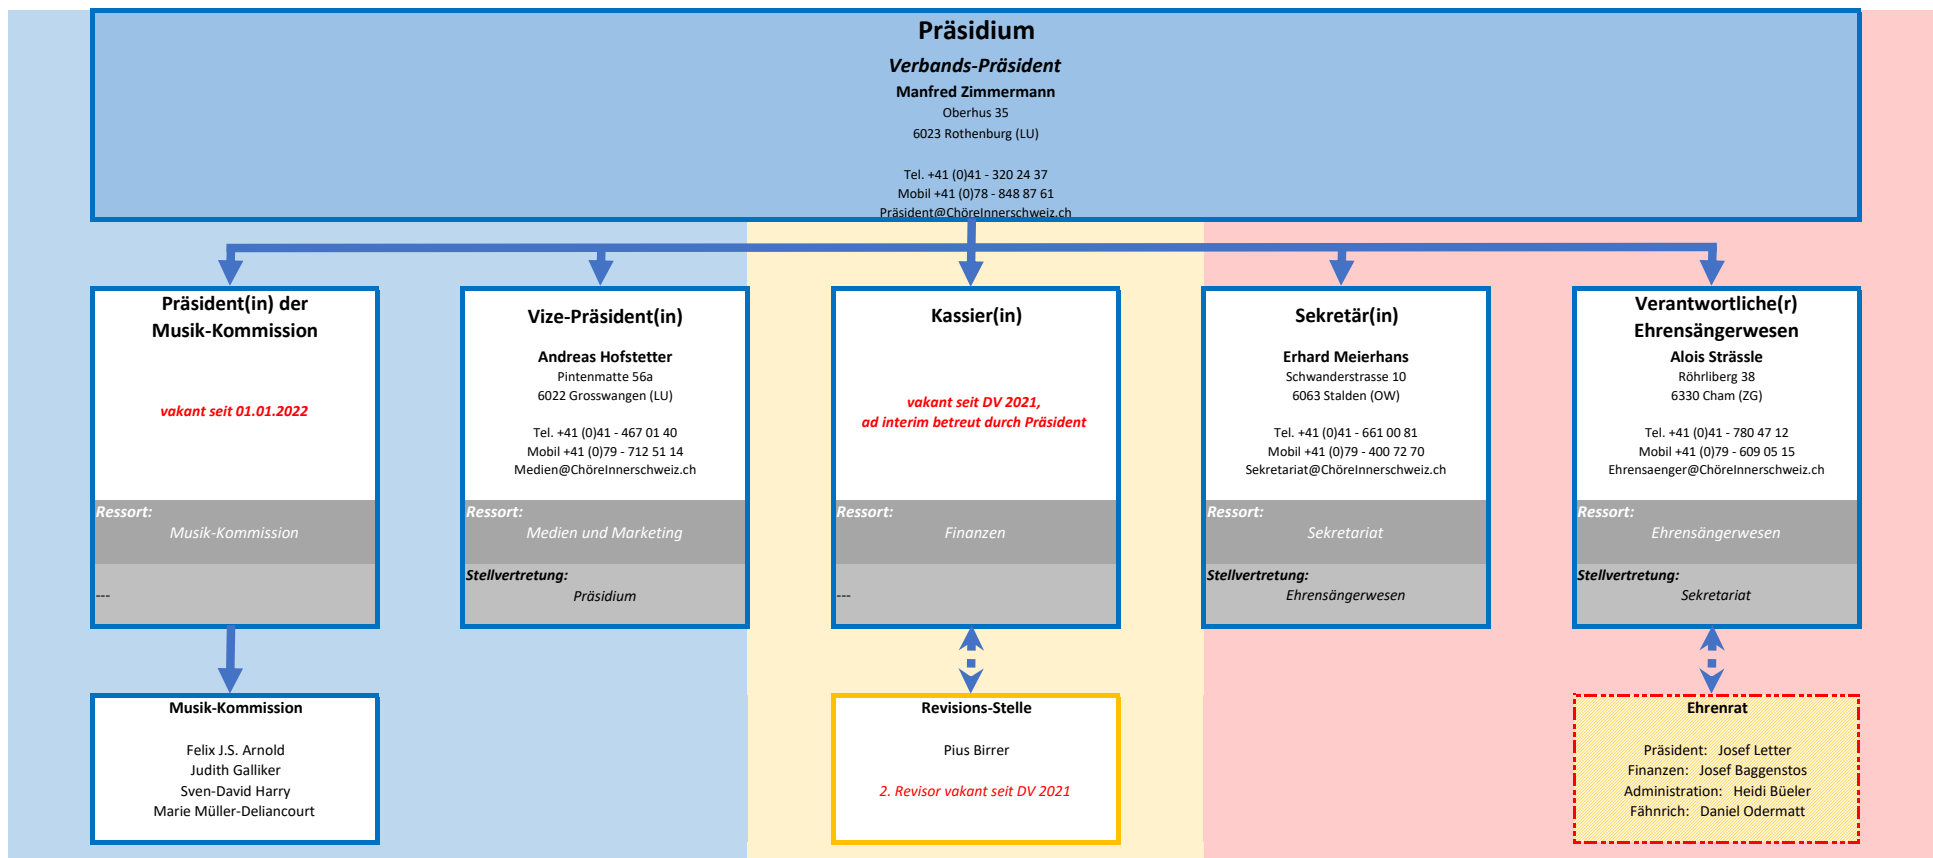 Präsidium
Verbands-Präsident
Manfred Zimmermann
Oberhus 35
6023 Rothenburg (LU)
Tel. +41 (0)41 - 320 24 37
Mobil +41 (0)78 - 848 87 61
Präsident@ChöreInnerschweiz.ch
Präsident(in) der
Musik-Kommission
vakant seit 01.01.2022
Ressort:
Musik-Kommission
---
Vize-Präsident(in)
Andreas Hofstetter
Pintenmatte 56a
6022 Grosswangen (LU)
Tel. +41 (0)41 - 467 01 40
Mobil +41 (0)79 - 712 51 14
Medien@ChöreInnerschweiz.ch
Ressort:
Medien und Marketing
Stellvertretung:
Präsidium
Kassier(in)
vakant seit DV 2021,
ad interim betreut durch Präsident
Ressort:
Finanzen
---
Sekretär(in)
Erhard Meierhans
Schwanderstrasse 10
6063 Stalden (OW)
Tel. +41 (0)41 - 661 00 81
Mobil +41 (0)79 - 400 72 70
Sekretariat@ChöreInnerschweiz.ch
Ressort:
Sekretariat
Stellvertretung:
Ehrensängerwesen
Verantwortliche(r)
Ehrensängerwesen
Alois Strässle
Röhrliberg 38
6330 Cham (ZG)
Tel. +41 (0)41 - 780 47 12
Mobil +41 (0)79 - 609 05 15
Ehrensaenger@ChöreInnerschweiz.ch
Ressort:
Ehrensängerwesen
Stellvertretung:
Sekretariat
Musik-Kommission
Felix J.S. Arnold
Judith Galliker
Sven-David Harry
Marie Müller-Deliancourt
Revisions-Stelle
Pius Birrer
2. Revisor vakant seit DV 2021
Ehrenrat
Präsident: Josef Letter
Finanzen: Josef Baggenstos
Administration: Heidi Büeler
Fähnrich: Daniel Odermatt